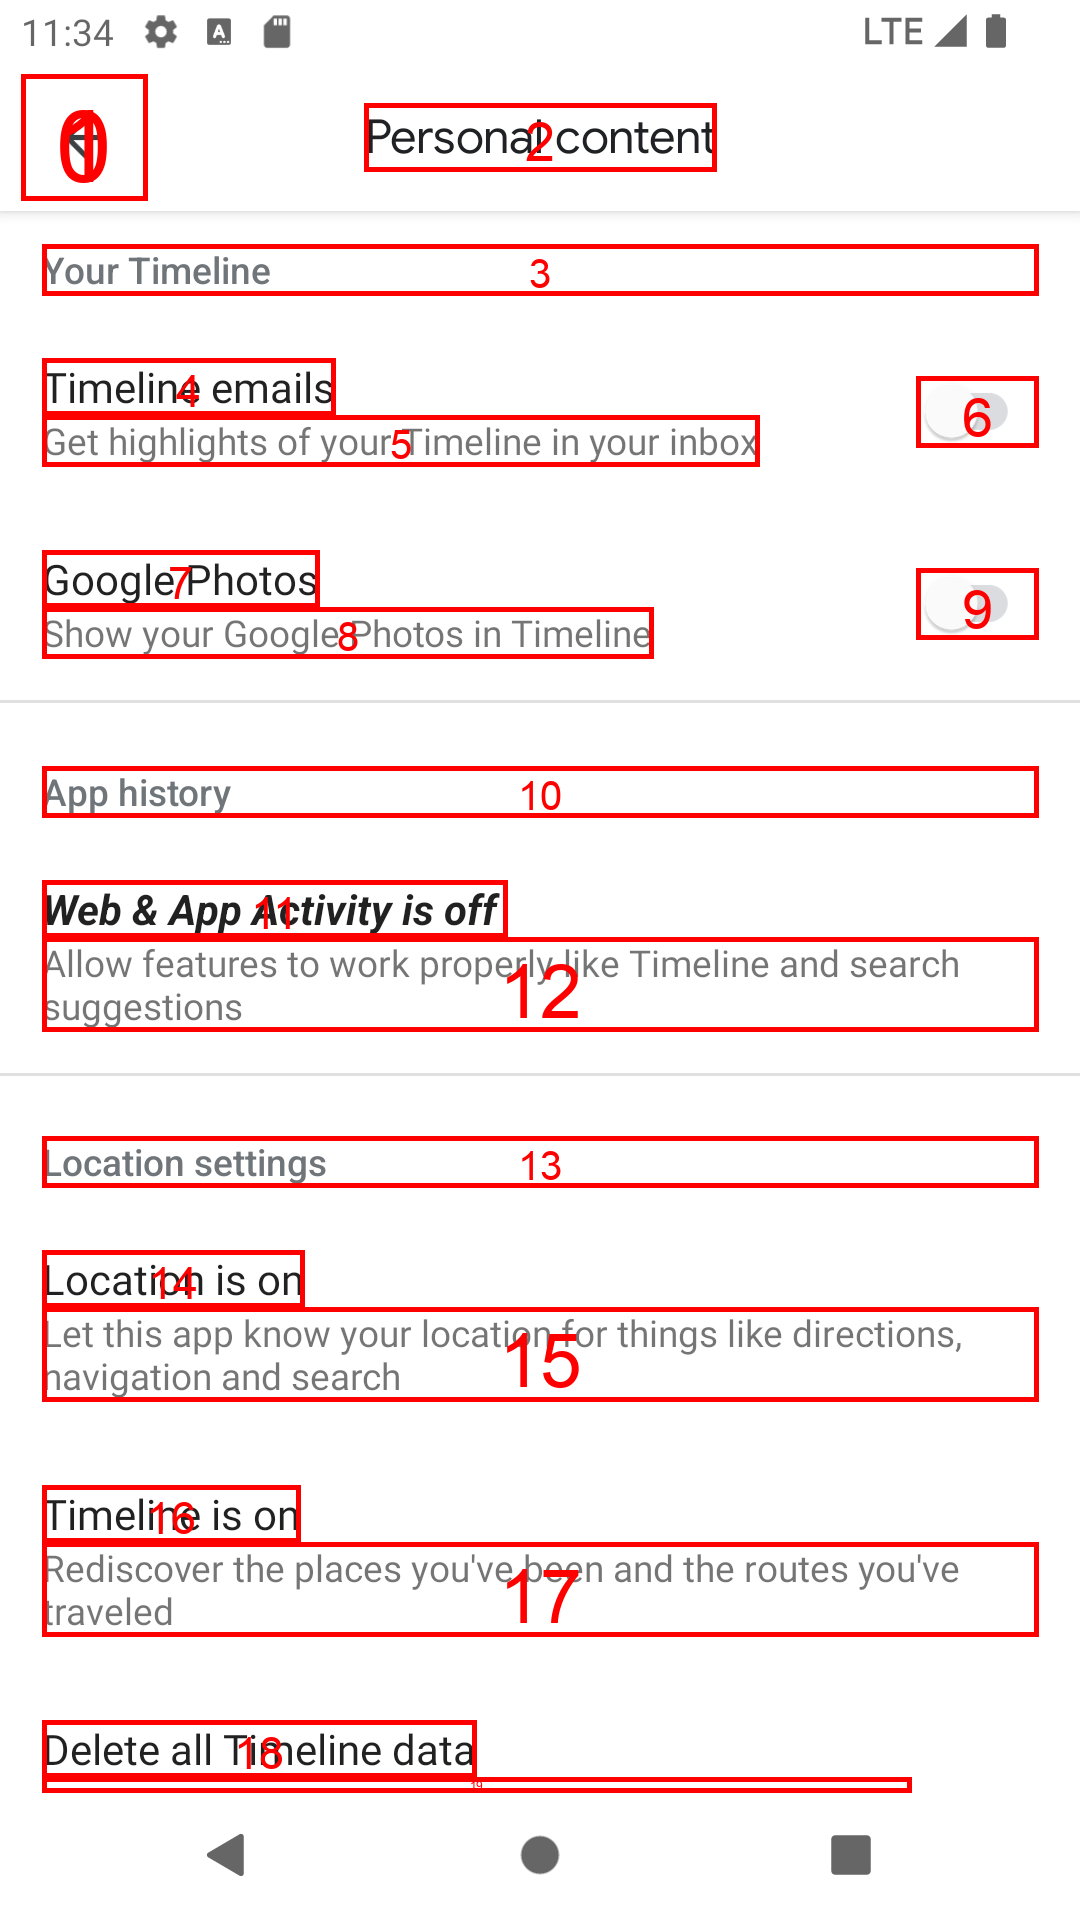 11:34 LTE
Personal content
Your Timeline
Timeline emails
Get highlights of your Timeline in your inbox
Google Photos
Show your Google Photos in Timeline
App history
Web & App Activity is off
Allow features to work properly like Timeline and search
suggestions
Location settings
Location is on
Let this app know your location for things like directions,
navigation and search
Timeline is on
Rediscover the places you've been and the routes you've
traveled
Delete all Timeline data
0
1
2
3
4
5
6
7
8
9
10
11
12
13
14
15
16
17
18
19